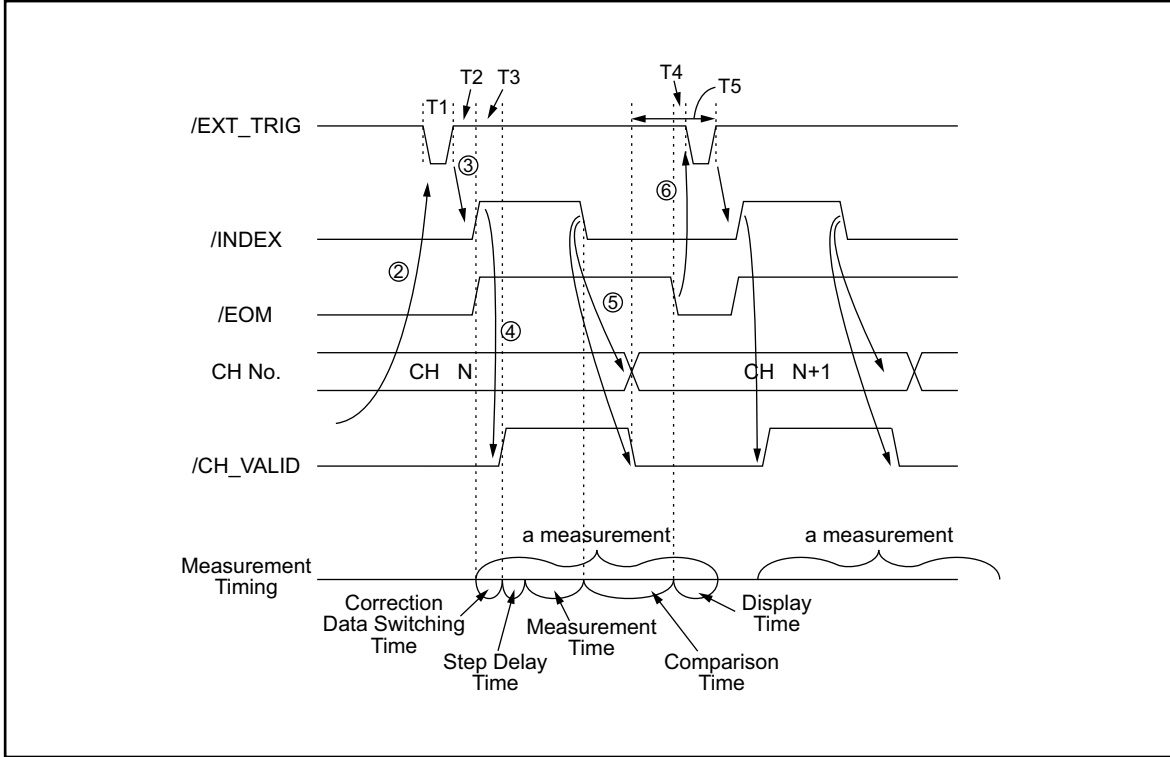 T4
T2 T3
T5
T1
/EXT_TRIG
③
⑥
/INDEX
②
⑤
/EOM
④
CH No.
CH N
CH N+1
/CH_VALID
a measurement
a measurement
Measurement
Timing
Correction
Data Switching
Time
Step Delay
Time
Measurement
Time
Comparison
Time
Display
Time